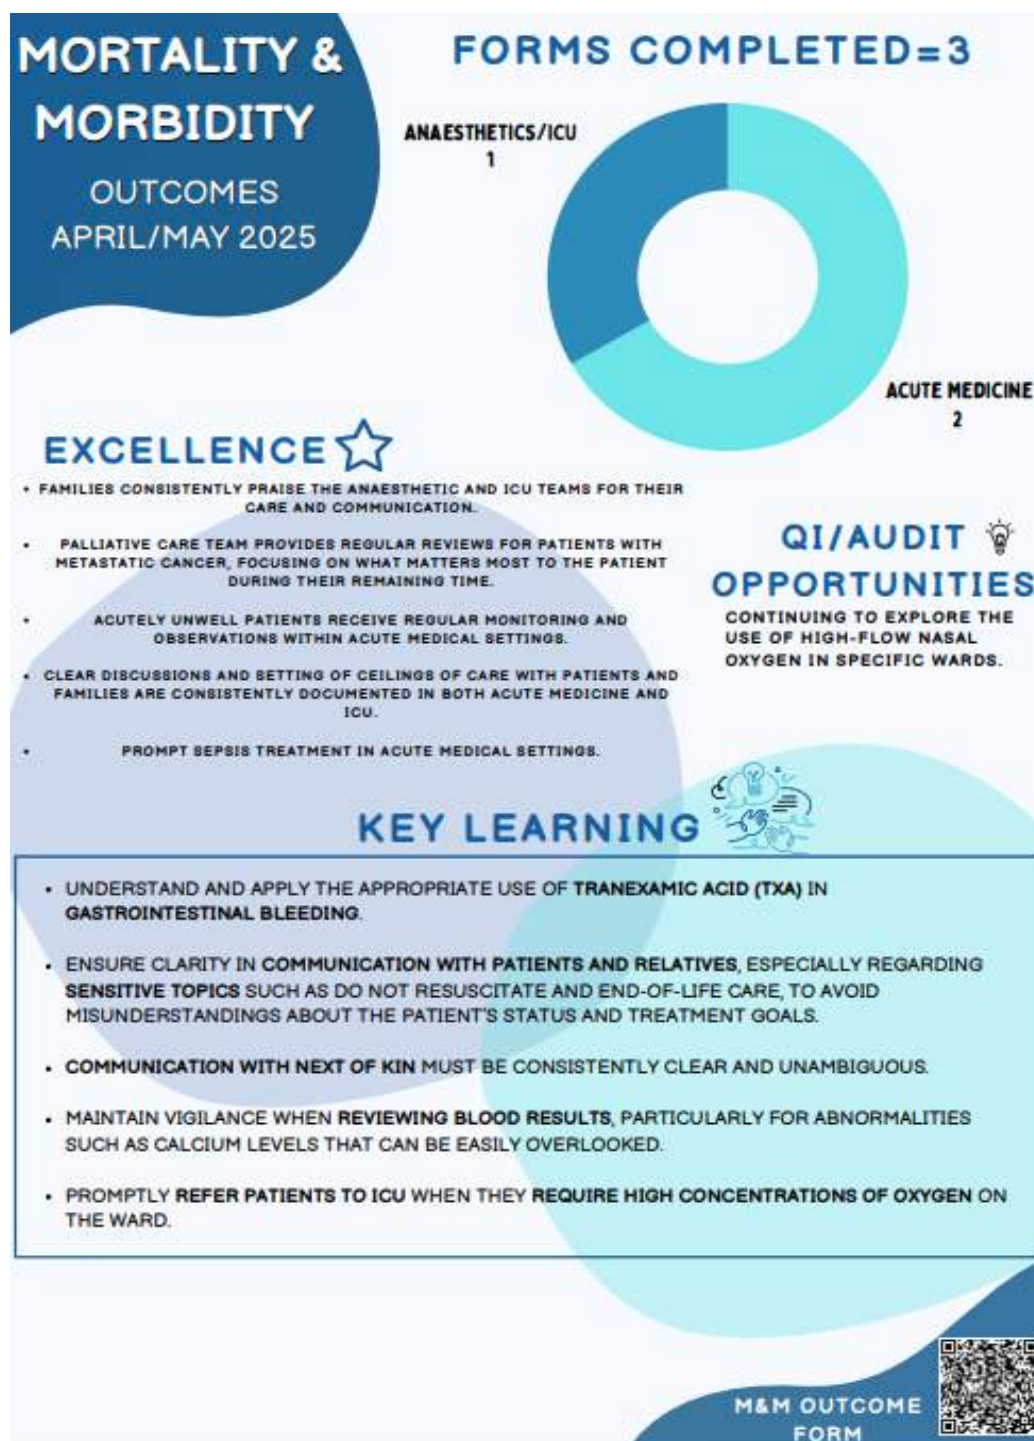 MORTALITY &
MORBIDITY
OUTCOMES
APRIL/MAY 2025
FORMS COMPLETED=3
ANAESTHETICS/ICU
1
ACUTE MEDICINE
2
EXCELLENCE
• FAMILIES CONSISTENTLY PRAISE THE ANAESTHETIC AND ICU TEAMS FOR THEIR
CARE AND COMMUNICATION.
• PALLIATIVE CARE TEAM PROVIDES REGULAR REVIEWS FOR PATIENTS WITH
METASTATIC CANCER, FOCUSING ON WHAT MATTERS MOST TO THE PATIENT
DURING THEIR REMAINING TIME.
• ACUTELY UNWELL PATIENTS RECEIVE REGULAR MONITORING AND
OBSERVATIONS WITHIN ACUTE MEDICAL SETTINGS.
• CLEAR DISCUSSIONS AND SETTING OF CEILINGS OF CARE WITH PATIENTS AND
FAMILIES ARE CONSISTENTLY DOCUMENTED IN BOTH ACUTE MEDICINE AND
ICU.
• PROMPT SEPSIS TREATMENT IN ACUTE MEDICAL SETTINGS.
QI/AUDIT
OPPORTUNITIES
CONTINUING TO EXPLORE THE
USE OF HIGH-FLOW NASAL
OXYGEN IN SPECIFIC WARDS.
KEY LEARNING
• UNDERSTAND AND APPLY THE APPROPRIATE USE OF TRANEXAMIC ACID (TXA) IN
GASTROINTESTINAL BLEEDING.
• ENSURE CLARITY IN COMMUNICATION WITH PATIENTS AND RELATIVES, ESPECIALLY REGARDING
SENSITIVE TOPICS SUCH AS DO NOT RESUSCITATE AND END-OF-LIFE CARE, TO AVOID
MISUNDERSTANDINGS ABOUT THE PATIENT'S STATUS AND TREATMENT GOALS.
• COMMUNICATION WITH NEXT OF KIN MUST BE CONSISTENTLY CLEAR AND UNAMBIGUOUS.
• MAINTAIN VIGILANCE WHEN REVIEWING BLOOD RESULTS, PARTICULARLY FOR ABNORMALITIES
SUCH AS CALCIUM LEVELS THAT CAN BE EASILY OVERLOOKED.
• PROMPTLY REFER PATIENTS TO ICU WHEN THEY REQUIRE HIGH CONCENTRATIONS OF OXYGEN ON
THE WARD.
M&M OUTCOME
FORM